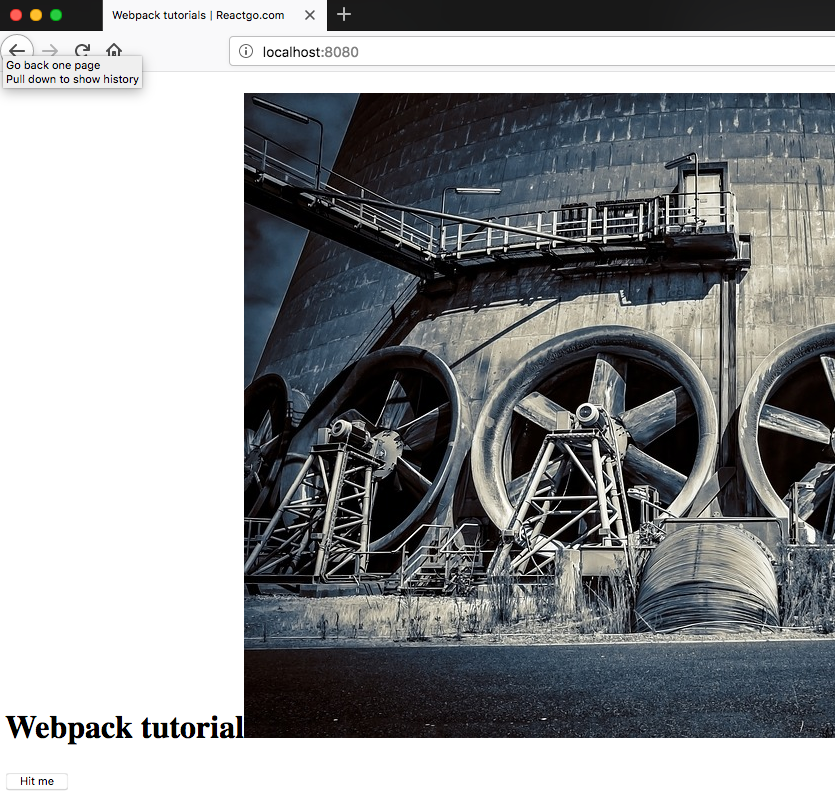 Webpack tutorials | Reactgo.com
localhost:8080
Go back one page
Pull down to show history
Webpack tutorial
Hit me